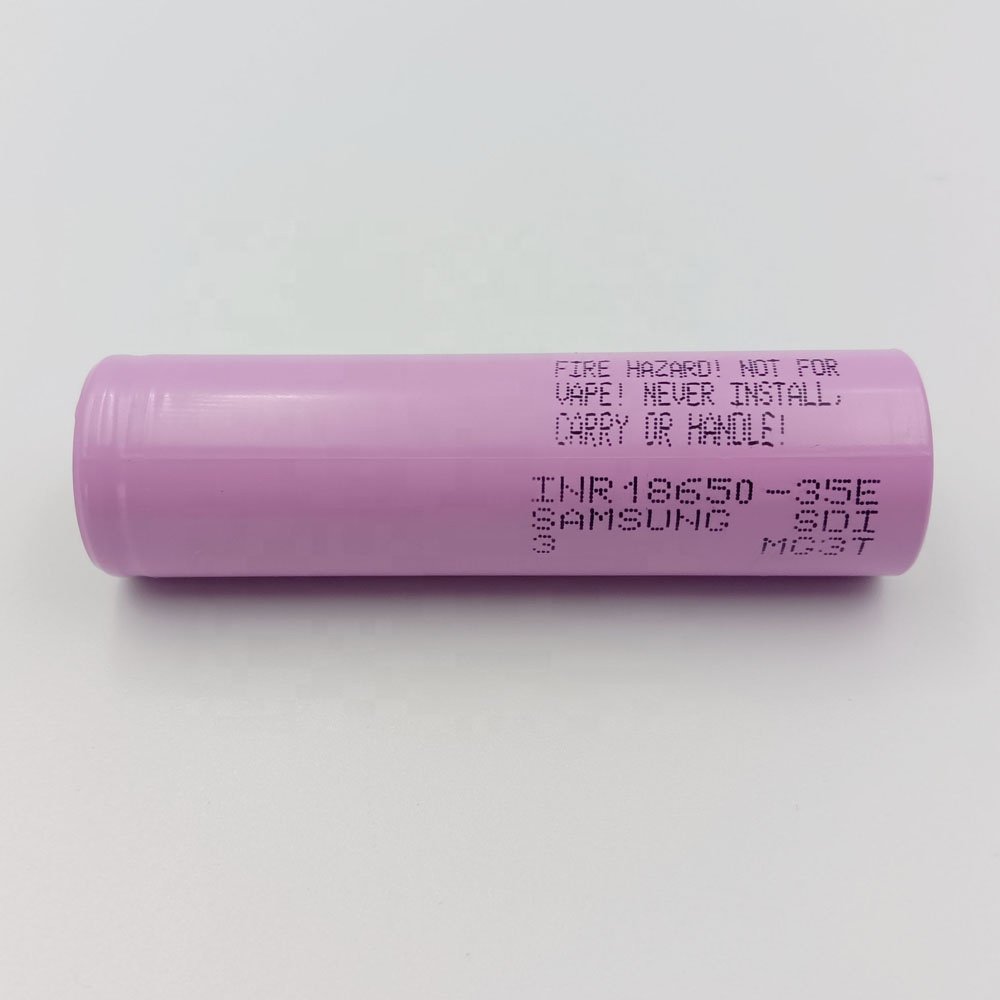 FIRE HAZARD! NOT FOR
VAPE! NEVER INSTALL,
CARRY OR HANDLE!
INR18650-35E
SAMSUNG SDI
3 MG3T